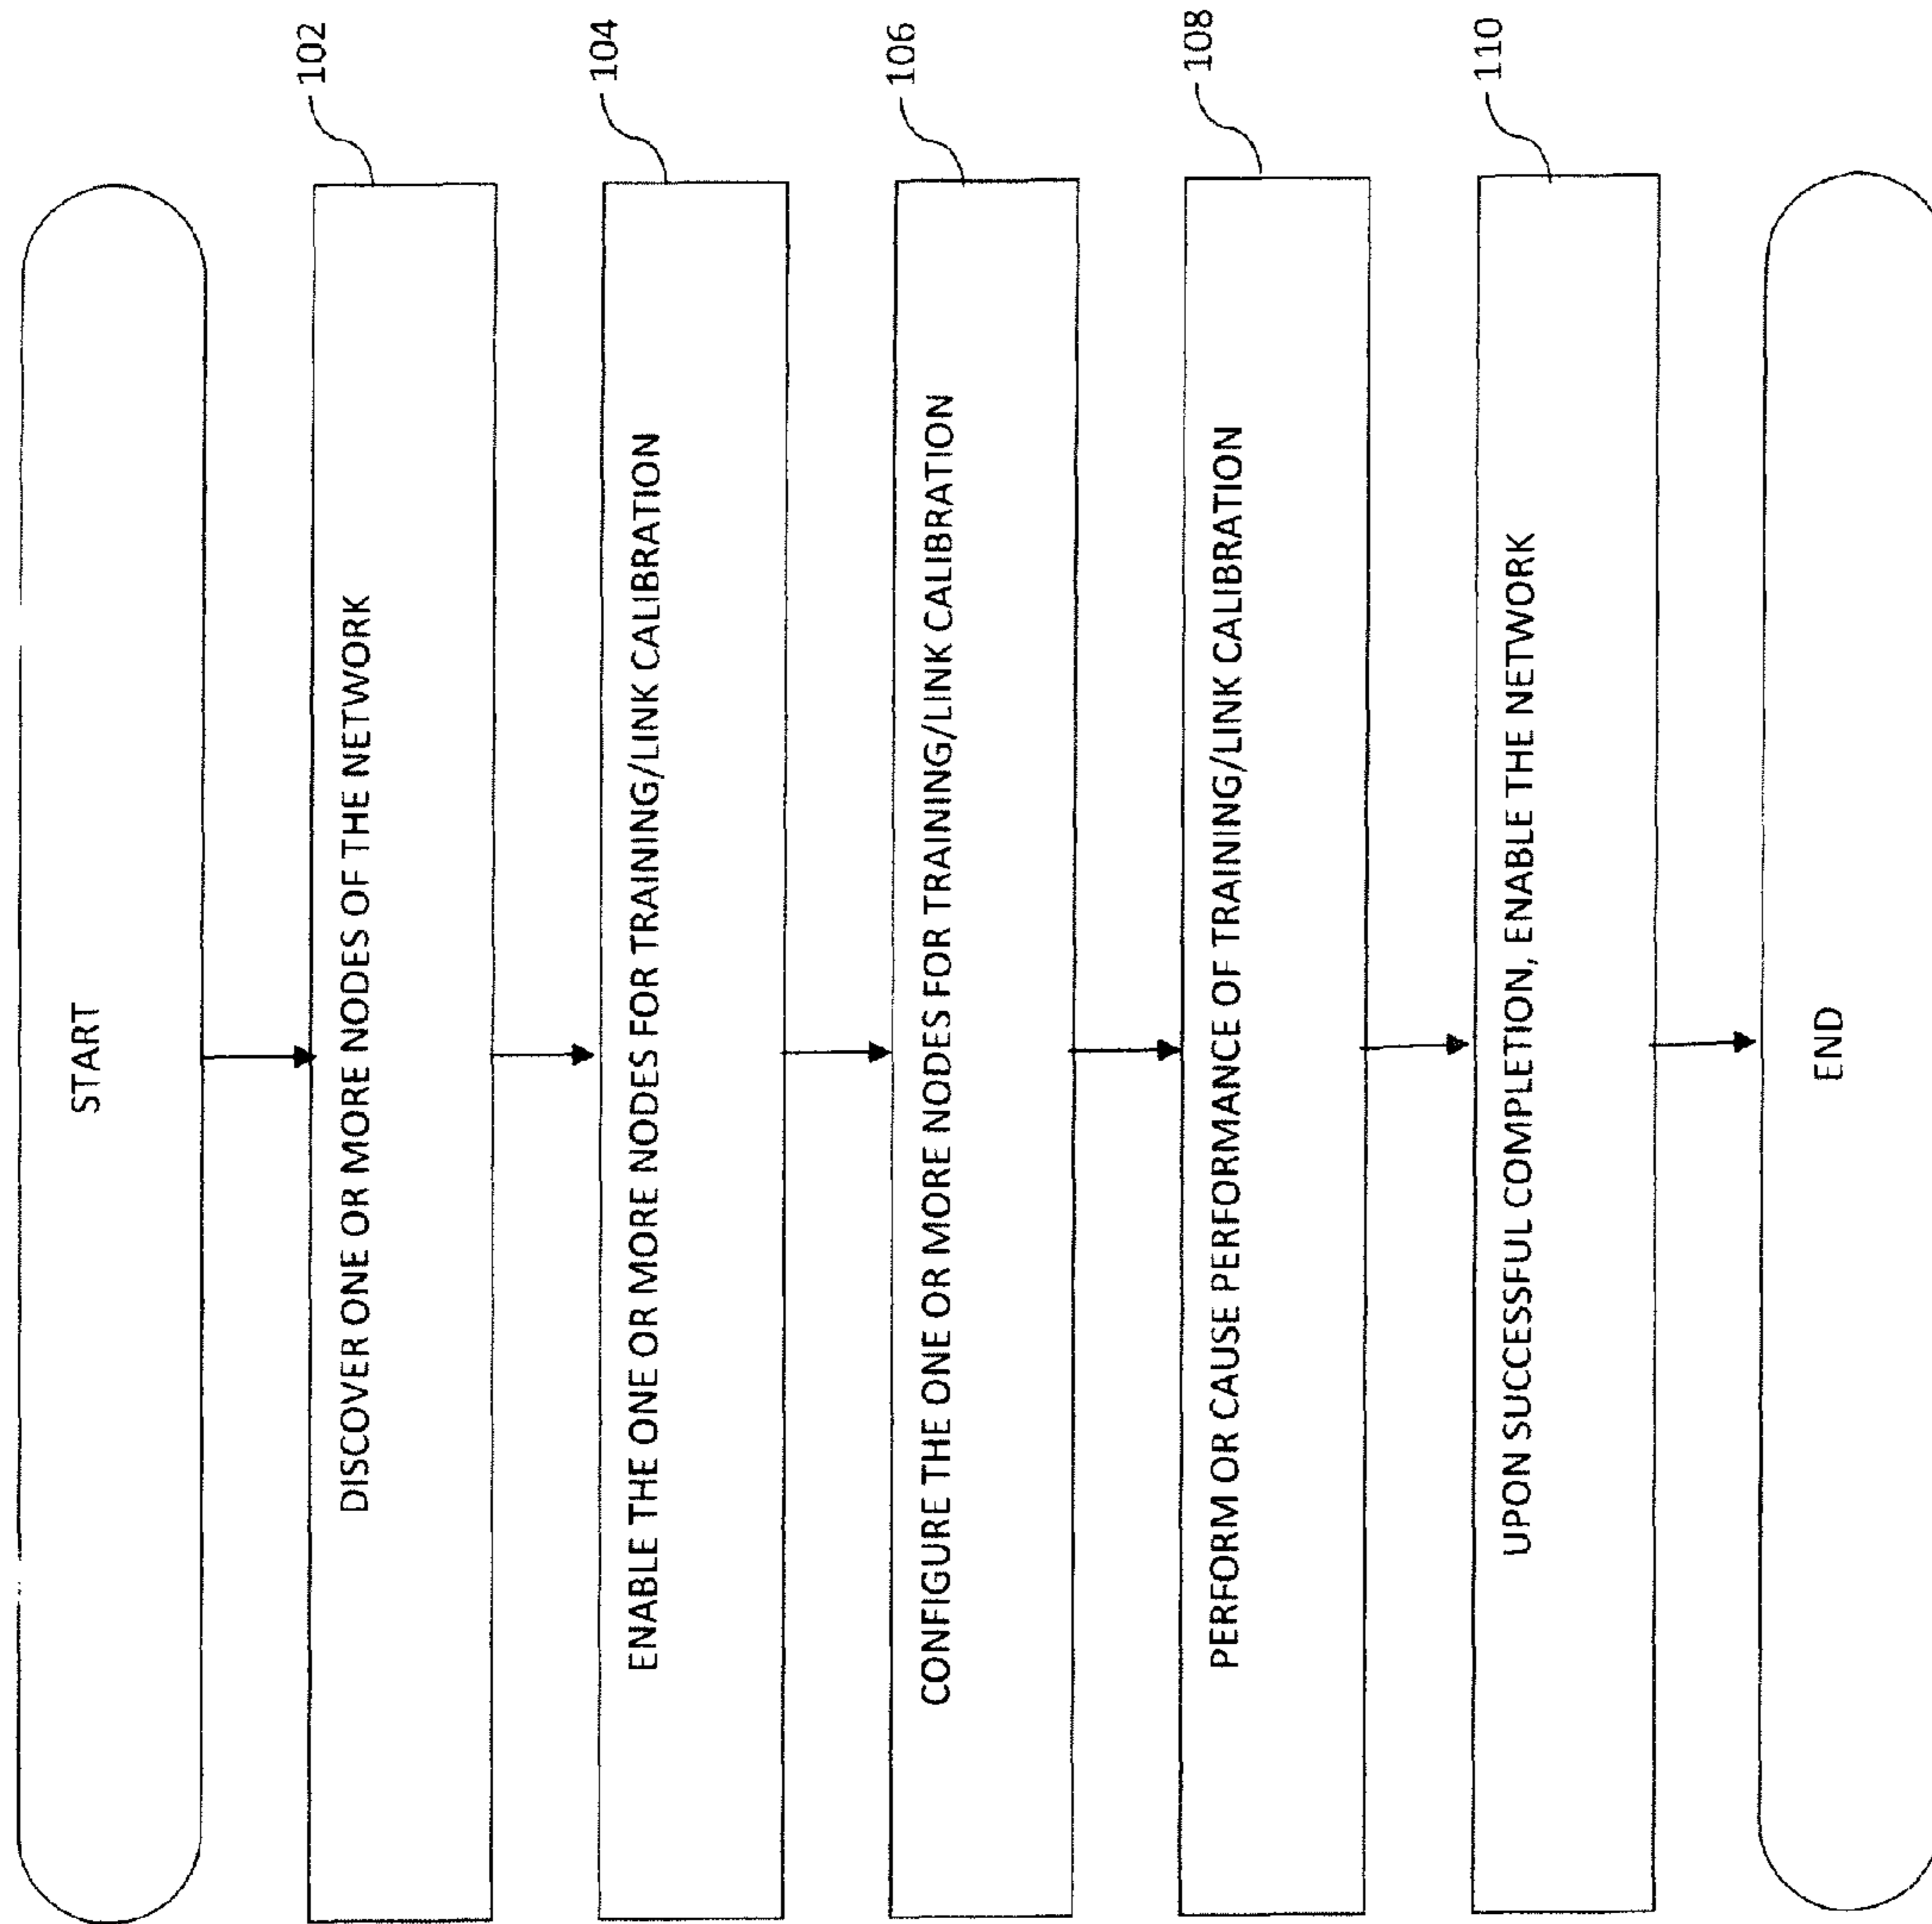 START
102
DISCOVER ONE OR MORE NODES OF THE NETWORK
104
ENABLE THE ONE OR MORE NODES FOR TRAINING/LINK CALIBRATION
106
CONFIGURE THE ONE OR MORE NODES FOR TRAINING/LINK CALIBRATION
108
PERFORM OR CAUSE PERFORMANCE OF TRAINING/LINK CALIBRATION
110
UPON SUCCESSFUL COMPLETION, ENABLE THE NETWORK
END